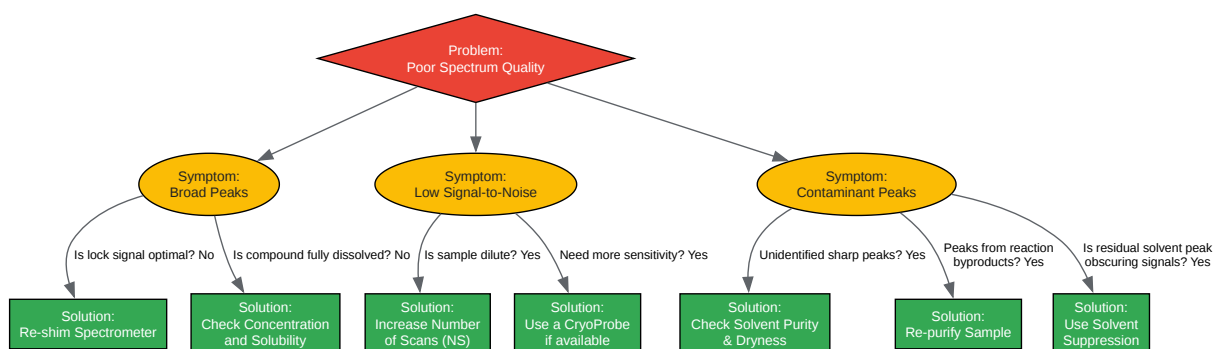 Problem:
Poor Spectrum Quality
Symptom:
Broad Peaks
Symptom:
Low Signal-to-Noise
Symptom:
Contaminant Peaks
Is lock signal optimal? No
Is compound fully dissolved? No
Is sample dilute? Yes
Need more sensitivity? Yes
Unidentified sharp peaks? Yes
Peaks from reaction
byproducts? Yes
Is residual solvent peak
obscuring signals? Yes
Solution:
Re-shim Spectrometer
Solution:
Check Concentration
and Solubility
Solution:
Increase Number
of Scans (NS)
Solution:
Use a CryoProbe
if available
Solution:
Check Solvent Purity
& Dryness
Solution:
Re-purify Sample
Solution:
Use Solvent
Suppression